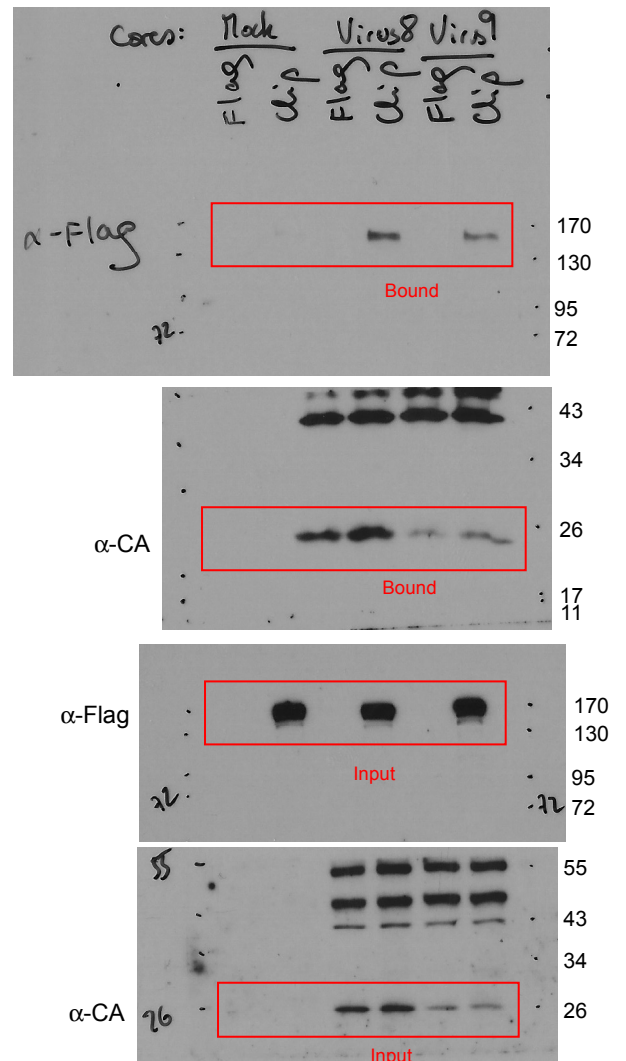 Cores: Mock Virus8 Virus9
Flag Clip Flag Clip Flag Clip
α-Flag
170
130
95
72- 72
Bound
43
34
α-CA 26
17
11
Bound
α-Flag 170
130
95
72- -72 72
Input
55 55
43
34
α-CA 26 26
Input